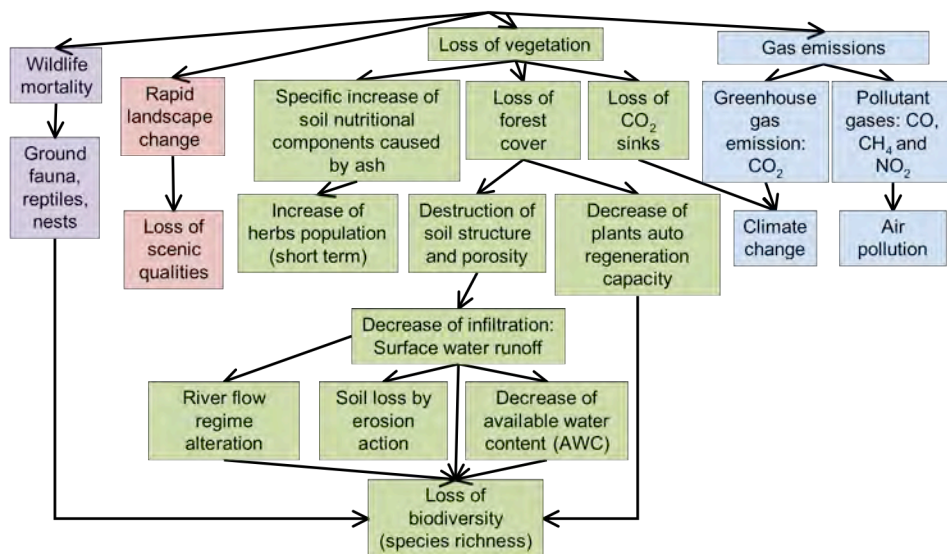 Wildlife
mortality
Ground
fauna,
reptiles,
nests
Rapid
landscape
change
Loss of
scenic
qualities
Loss of vegetation
Specific increase of
soil nutritional
components caused
by ash
Increase of
herbs population
(short term)
Loss of
forest
cover
Destruction of
soil structure
and porosity
Decrease of
plants auto
regeneration
capacity
Loss of
CO2
sinks
Decrease of infiltration:
Surface water runoff
River flow
regime
alteration
Soil loss by
erosion
action
Decrease of
available water
content (AWC)
Loss of
biodiversity
(species richness)
Gas emissions
Greenhouse
gas
emission:
CO2
Climate
change
Pollutant
gases: CO,
CH4 and
NO2
Air
pollution